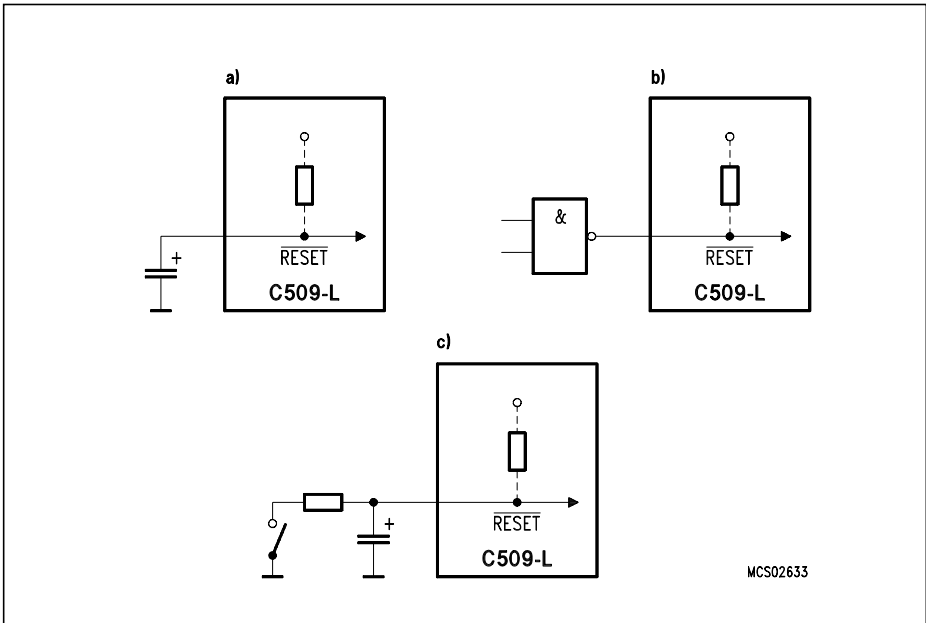 a)
+
RESET
C509-L
b)
&
RESET
C509-L
c)
+
RESET
C509-L
MCS02633